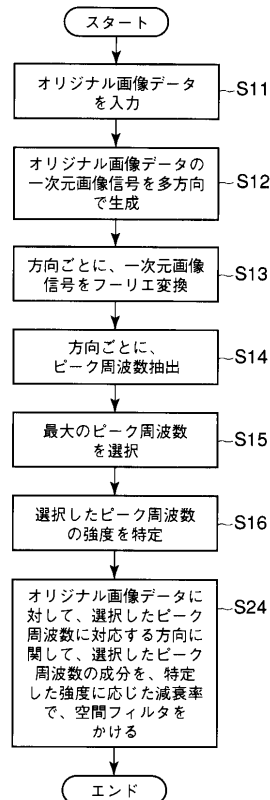 スタート
オリジナル画像データ
を入力
S11
オリジナル画像データの
一次元画像信号を多方向
で生成
S12
方向ごとに、一次元画像
信号をフーリエ変換
S13
方向ごとに、
ピーク周波数抽出
S14
最大のピーク周波数
を選択
S15
選択したピーク周波数
の強度を特定
S16
オリジナル画像データに
対して、選択したピーク
周波数に対応する方向に
関して、選択したピーク
周波数の成分を、特定
した強度に応じた減衰率
で、空間フィルタを
かける
S24
エンド